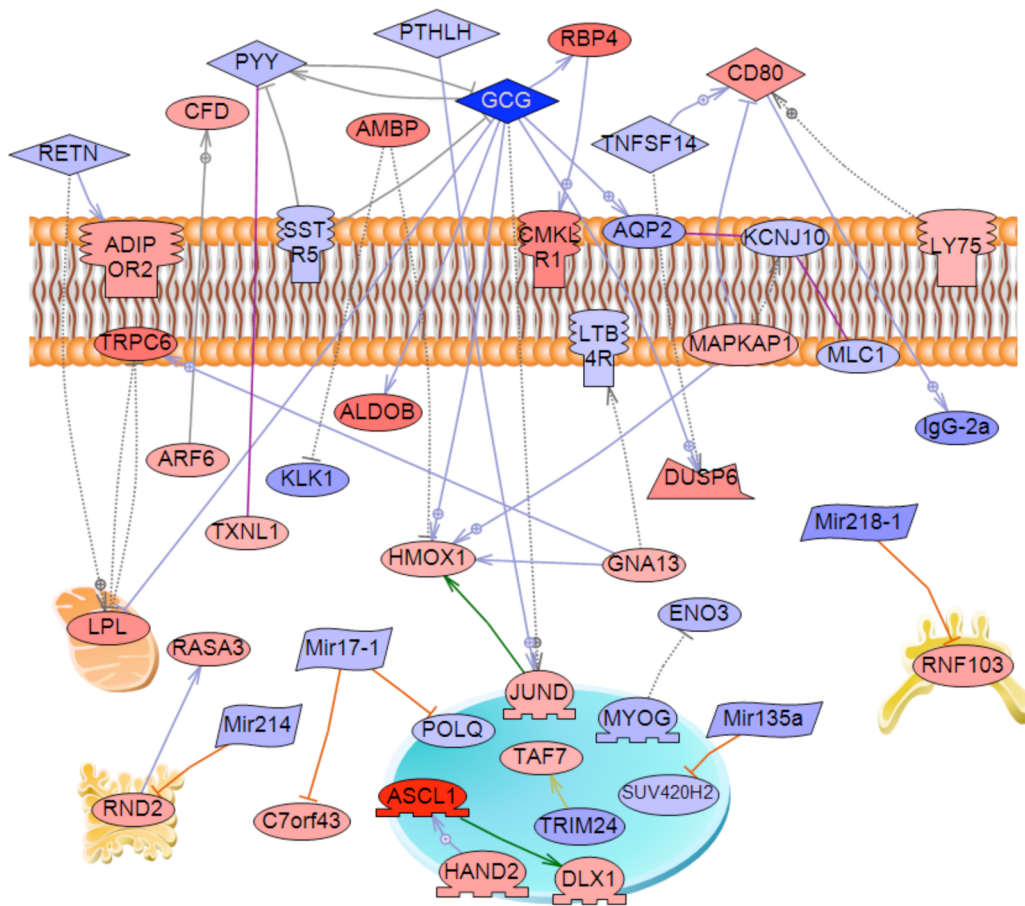 PTHLH
RBP4
PYY
CD80
GCG
CFD
AMBP
TNFSF14
RETN
ADIP
OR2
SST
R5
CMKL
R1
AQP2
KCNJ10
LY75
TRPC6
LTB
4R
MAPKAP1
MLC1
ALDOB
IgG-2a
ARF6
KLK1
DUSP6
Mir218-1
TXNL1
HMOX1
GNA13
ENO3
LPL
RASA3
Mir17-1
RNF103
JUND
MYOG
Mir214
POLQ
Mir135a
TAF7
SUV420H2
RND2
C7orf43
ASCL1
TRIM24
HAND2
DLX1